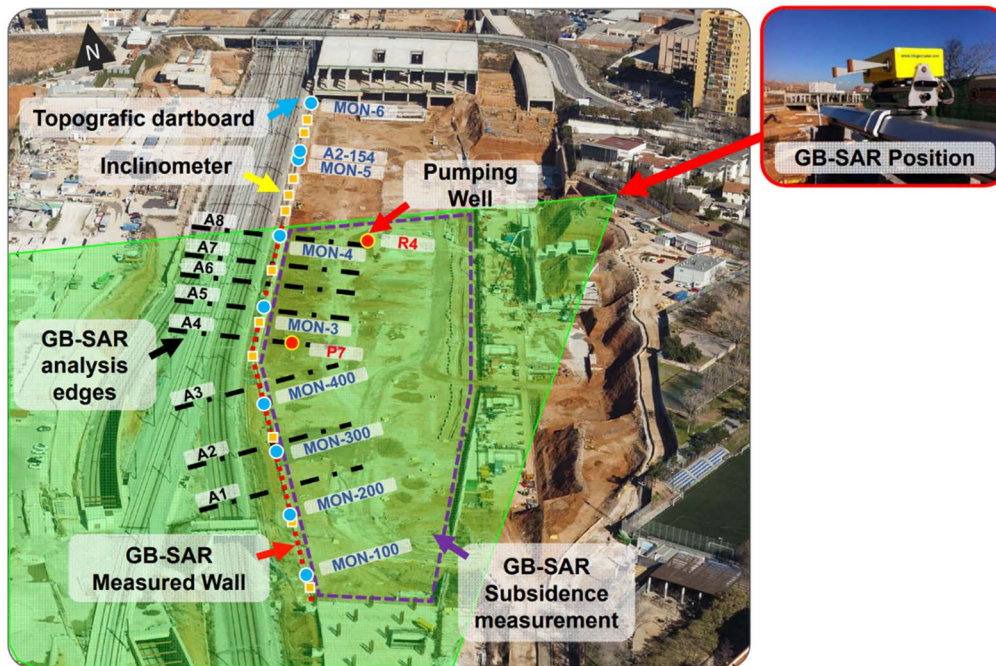 N
Topografic dartboard
MON-6
Inclinometer
A2-154
MON-5
Pumping
Well
GB-SAR Position
A8
R4
MON-4
A7
A6
A5
A4
MON-3
P7
GB-SAR
analysis
edges
A3
MON-400
A2
MON-300
A1
MON-200
MON-100
GB-SAR
Measured Wall
GB-SAR
Subsidence
measurement